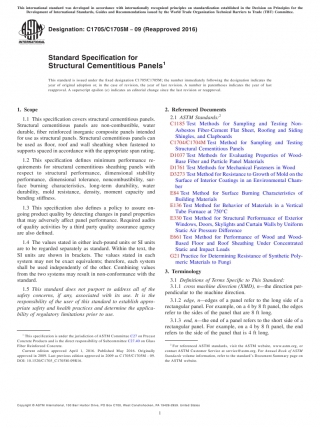 This international standard was developed in accordance with internationally recognized principles on standardization established in the Decision on Principles for the
Development of International Standards, Guides and Recommendations issued by the World Trade Organization Technical Barriers to Trade (TBT) Committee.
Designation: C1705/C1705M − 09 (Reapproved 2016)
Standard Specification for
Structural Cementitious Panels1
This standard is issued under the fixed designation C1705/C1705M; the number immediately following the designation indicates the
year of original adoption or, in the case of revision, the year of last revision. A number in parentheses indicates the year of last
reapproval. A superscript epsilon (ε) indicates an editorial change since the last revision or reapproval.
1. Scope
1.1 This specification covers structural cementitious panels.
Structural cementitious panels are non-combustible, water
durable, fiber reinforced inorganic composite panels intended
for use as structural panels. Structural cementitious panels can
be used as floor, roof and wall sheathing when fastened to
supports spaced in accordance with the appropriate span rating.
1.2 This specification defines minimum performance re-
quirements for structural cementitious sheathing panels with
respect to structural performance, dimensional stability
performance, dimensional tolerance, noncombustibility, sur-
face burning characteristics, long-term durability, water
durability, mold resistance, density, moment capacity and
bending stiffness.
1.3 This specification also defines a policy to assure on-
going product quality by detecting changes in panel properties
that may adversely affect panel performance. Required audits
of quality activities by a third party quality assurance agency
are also defined.
1.4 The values stated in either inch-pound units or SI units
are to be regarded separately as standard. Within the text, the
SI units are shown in brackets. The values stated in each
system may not be exact equivalents; therefore, each system
shall be used independently of the other. Combining values
from the two systems may result in non-conformance with the
standard.
1.5 This standard does not purport to address all of the
safety concerns, if any, associated with its use. It is the
responsibility of the user of this standard to establish appro-
priate safety and health practices and determine the applica-
bility of regulatory limitations prior to use.
1 This specification is under the jurisdiction of ASTM Committee C27 on Precast
Concrete Products and is the direct responsibility of Subcommittee C27.40 on Glass
Fiber Reinforced Concrete.
Current edition approved April 1, 2016. Published May 2016. Originally
approved in 2009. Last previous edition approved in 2009 as C1705/C1705M – 09.
DOI: 10.1520/C1705_C1705M-09R16.
2. Referenced Documents
2.1 ASTM Standards:2
C1185 Test Methods for Sampling and Testing Non-
Asbestos Fiber-Cement Flat Sheet, Roofing and Siding
Shingles, and Clapboards
C1704/C1704M Test Method for Sampling and Testing
Structural Cementitious Panels
D1037 Test Methods for Evaluating Properties of Wood-
Base Fiber and Particle Panel Materials
D1761 Test Methods for Mechanical Fasteners in Wood
D3273 Test Method for Resistance to Growth of Mold on the
Surface of Interior Coatings in an Environmental Cham-
ber
E84 Test Method for Surface Burning Characteristics of
Building Materials
E136 Test Method for Behavior of Materials in a Vertical
Tube Furnace at 750°C
E330 Test Method for Structural Performance of Exterior
Windows, Doors, Skylights and Curtain Walls by Uniform
Static Air Pressure Difference
E661 Test Method for Performance of Wood and Wood-
Based Floor and Roof Sheathing Under Concentrated
Static and Impact Loads
G21 Practice for Determining Resistance of Synthetic Poly-
meric Materials to Fungi
3. Terminology
3.1 Definitions of Terms Specific to This Standard:
3.1.1 cross machine direction (XMD), n—the direction per-
pendicular to the machine direction.
3.1.2 edge, n—edges of a panel refer to the long side of a
rectangular panel. For example, on a 4 by 8 panel, the edges
refer to the sides of the panel that are 8 ft long.
3.1.3 end, n—the end of a panel refers to the short side of a
rectangular panel. For example, on a 4 by 8 panel, the end
refers to the side of the panel that is 4 ft long.
2 For referenced ASTM standards, visit the ASTM website, www.astm.org, or
contact ASTM Customer Service at service@astm.org. For Annual Book of ASTM
Standards volume information, refer to the standard's Document Summary page on
the ASTM website.
Copyright © ASTM International, 100 Barr Harbor Drive, PO Box C700, West Conshohocken, PA 19428-2959. United States
1